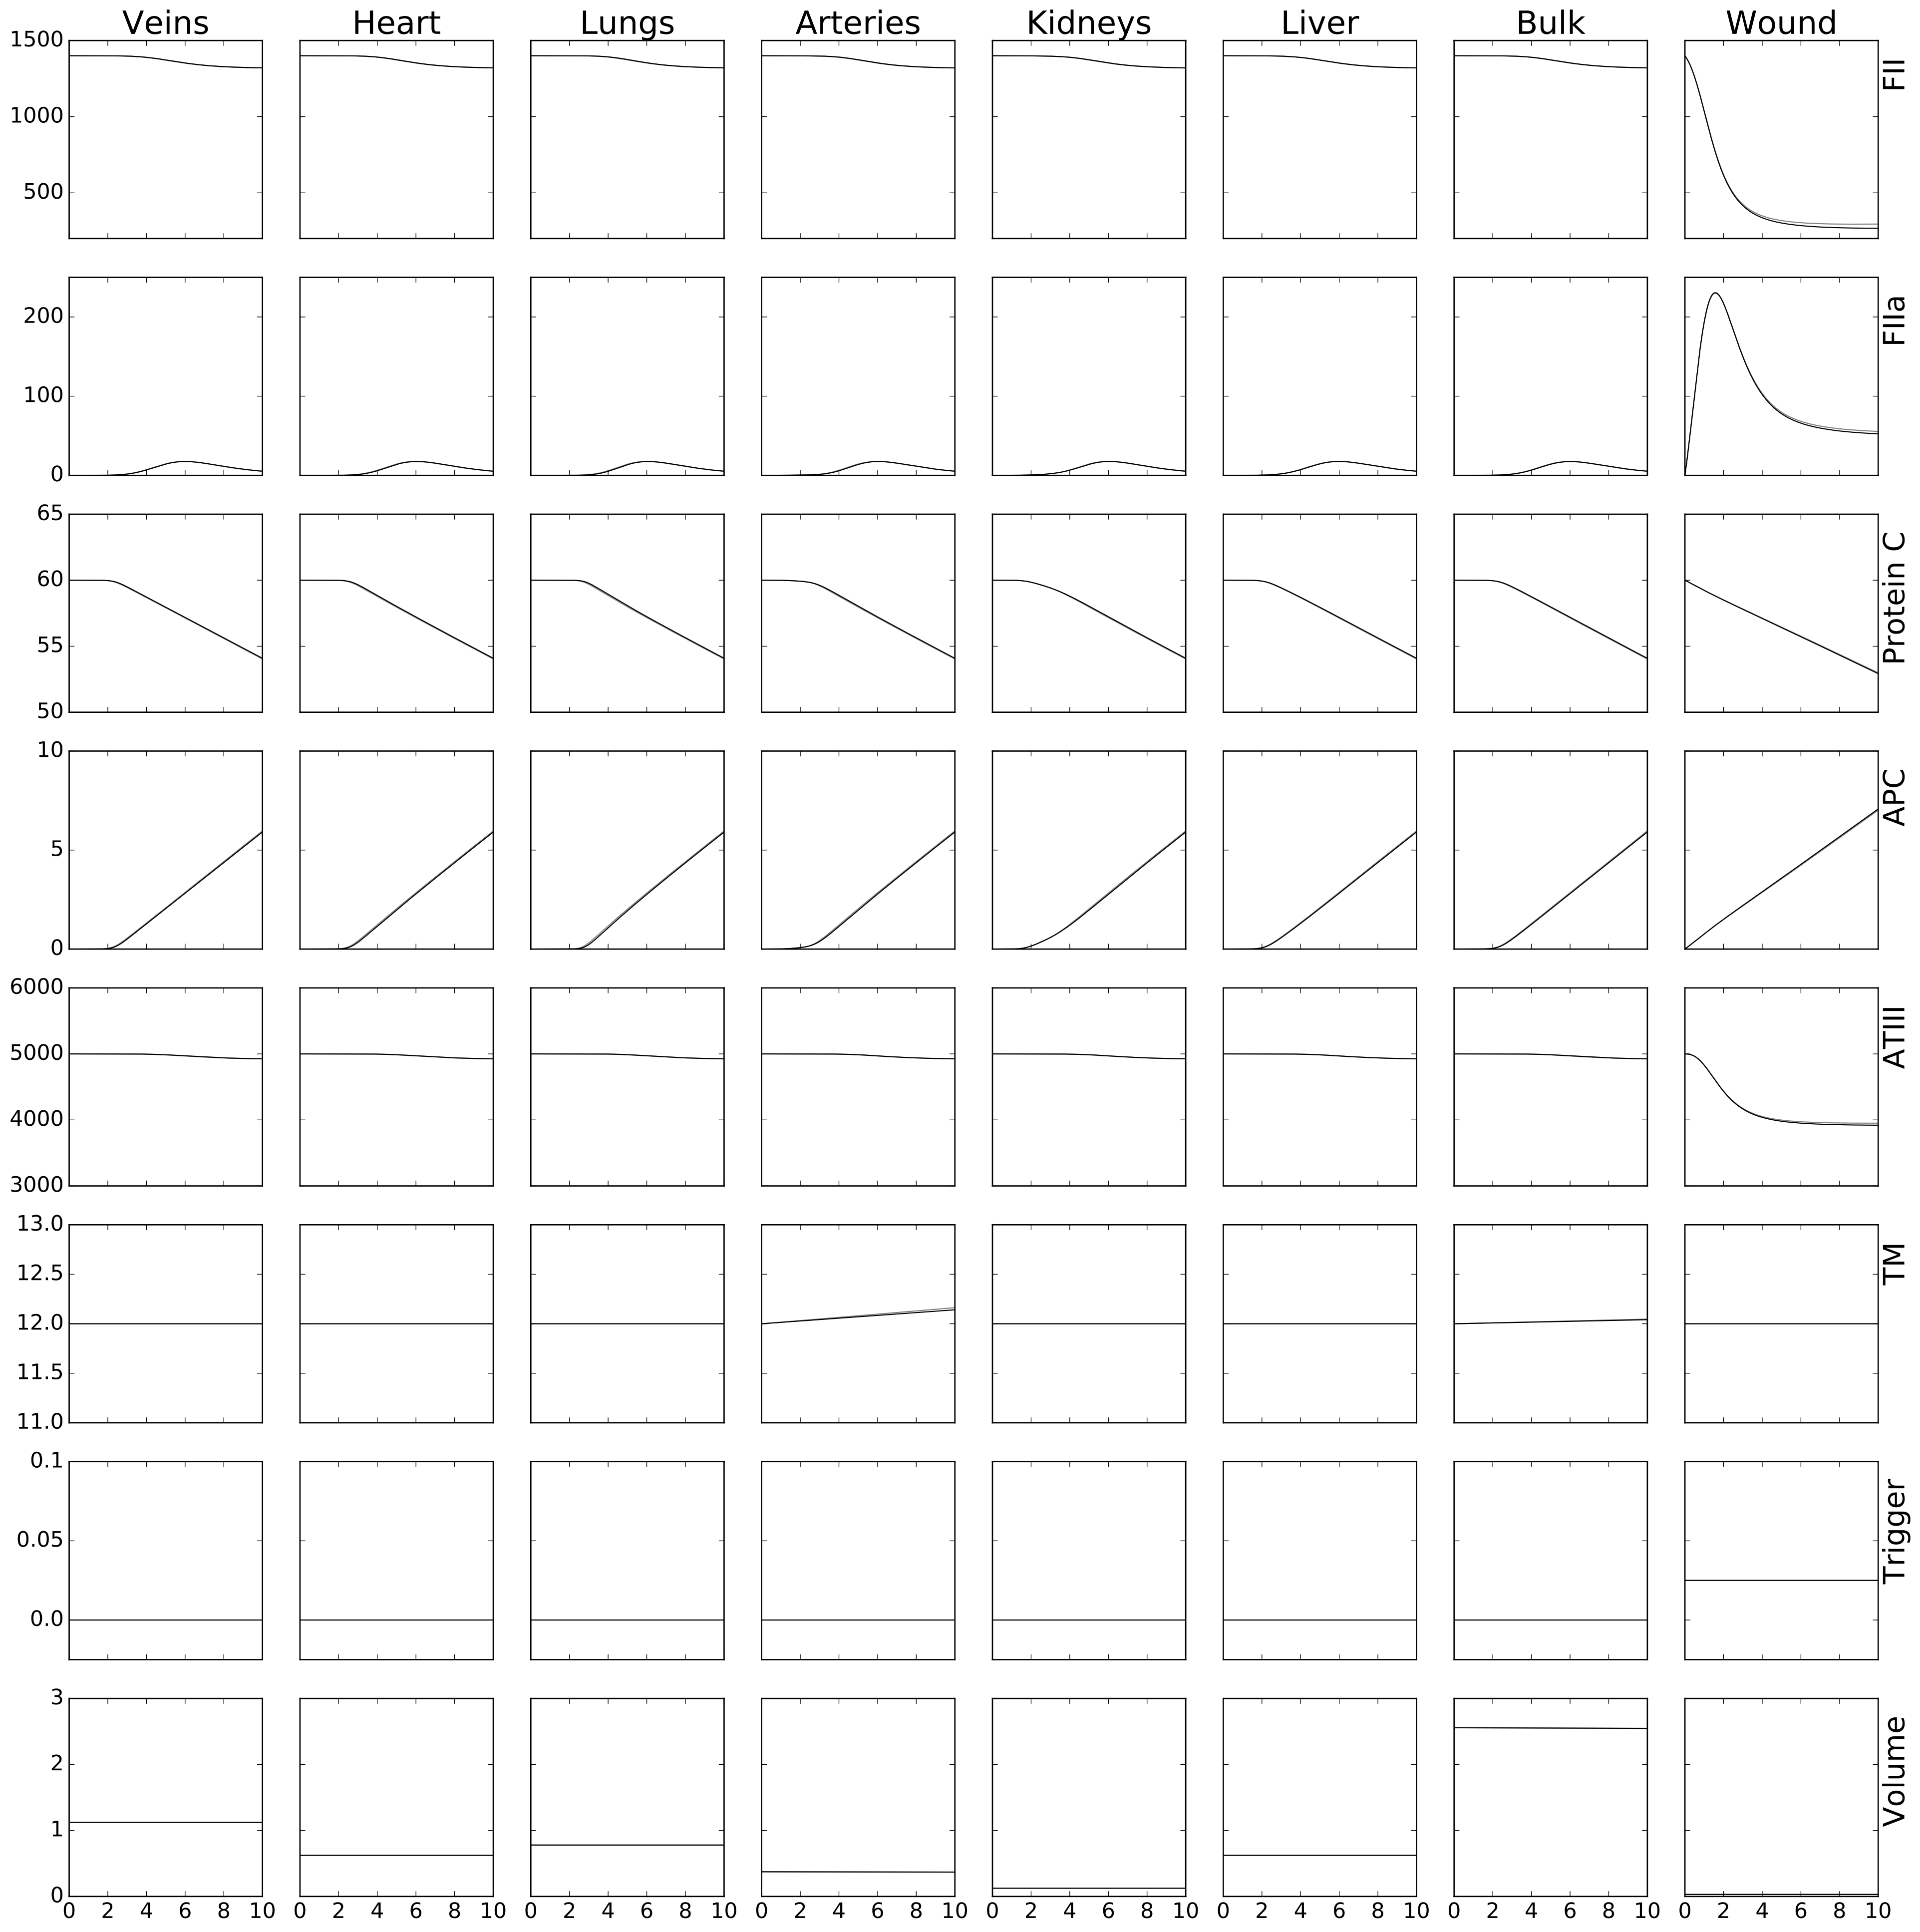 Veins Heart Lungs Arteries Kidneys Liver Bulk Wound
1500
1000
500
FII
200
100
0
FIIa
65
60
55
50
Protein C
10
5
0
APC
6000
5000
4000
3000
ATIII
13.0
12.5
12.0
11.5
11.0
TM
0.1
0.05
0.0
Trigger
3
2
1
0
Volume
0 2 4 6 8 10 0 2 4 6 8 10 0 2 4 6 8 10 0 2 4 6 8 10 0 2 4 6 8 10 0 2 4 6 8 10 0 2 4 6 8 10 0 2 4 6 8 10